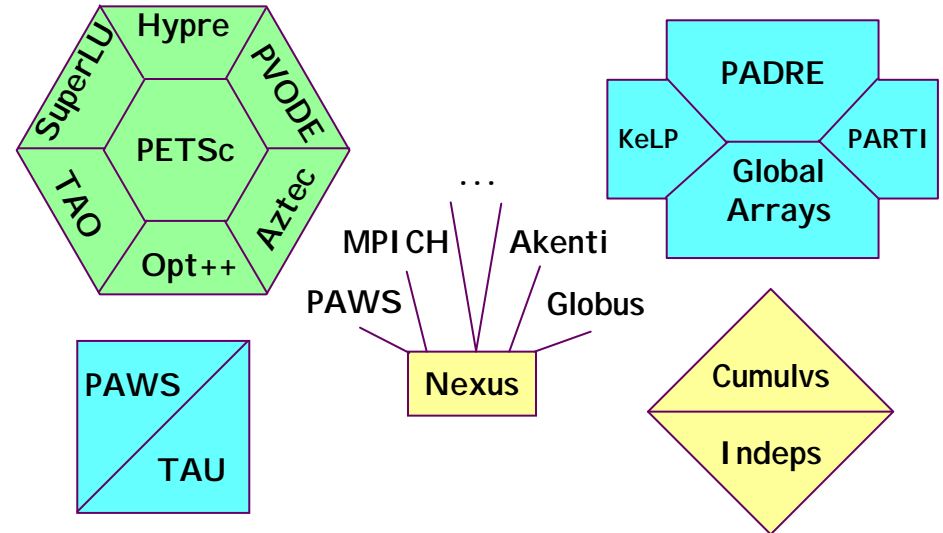 Hypre
SuperLU
PVODE
PETSc
TAO
Aztec
Opt++
PADRE
KeLP
PARTI
Global
Arrays
...
MPICH
Akenti
PAWS
Globus
Nexus
PAWS
TAU
Cumulvs
Indeps